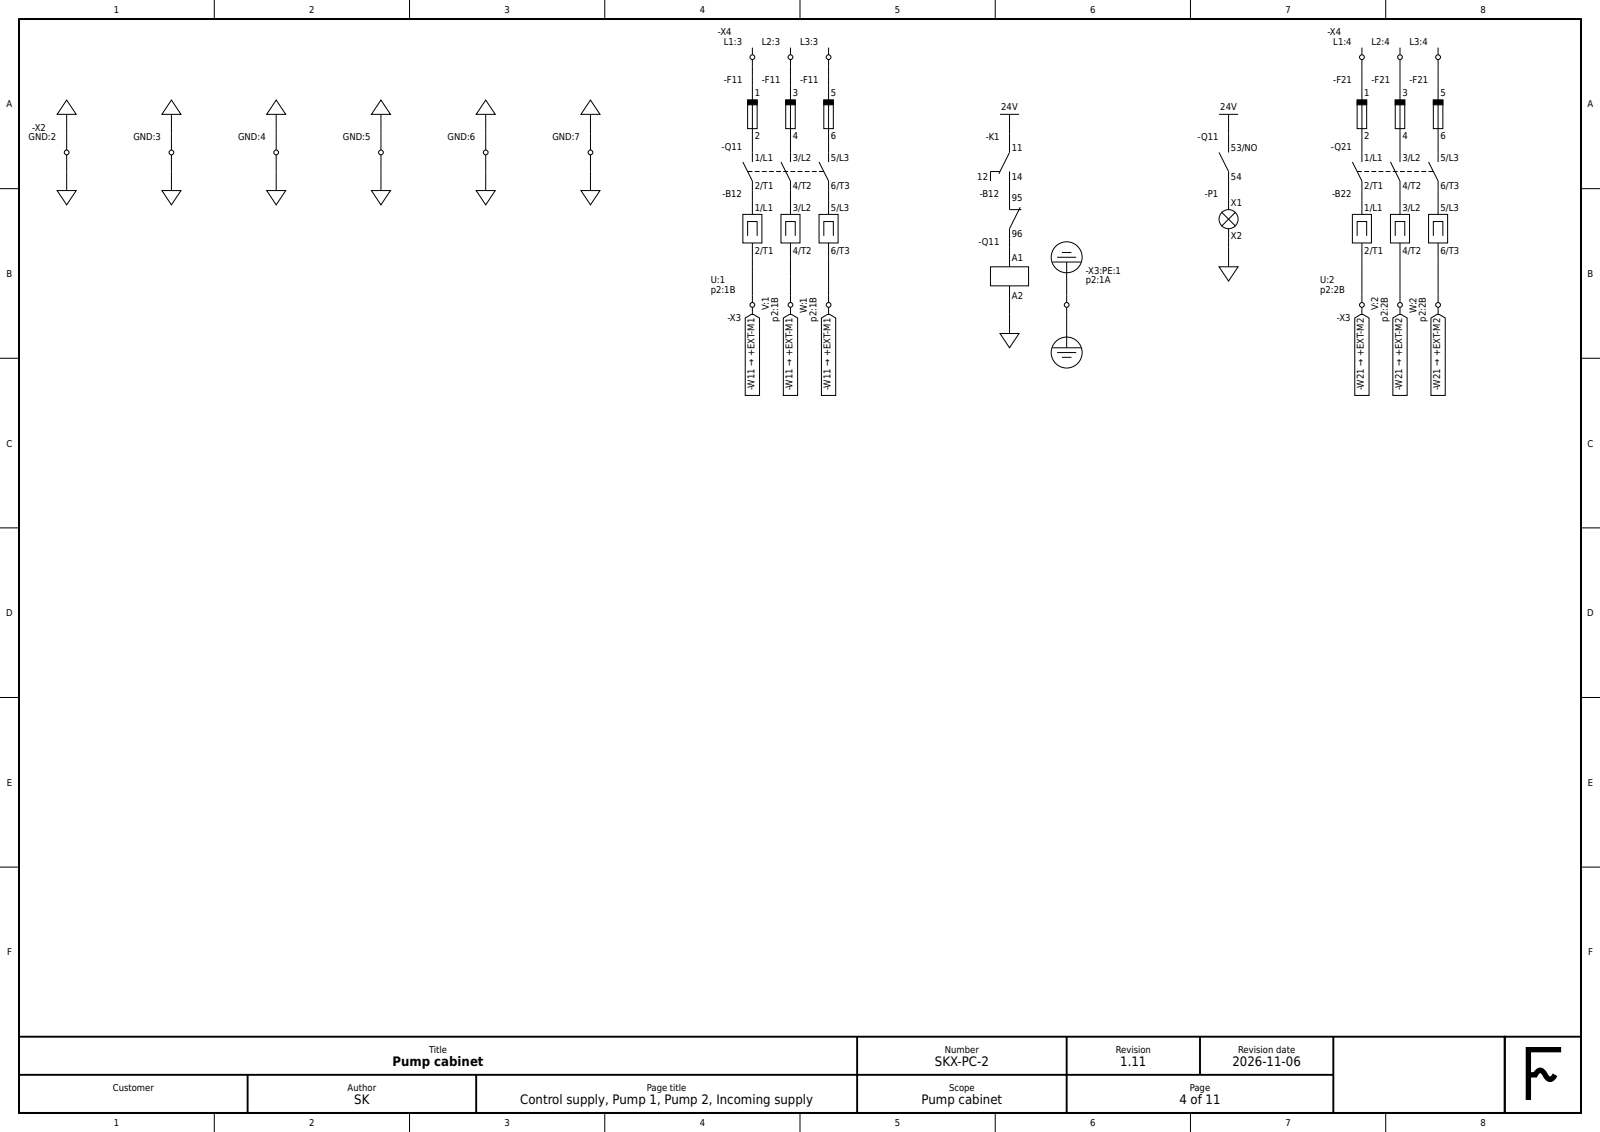 1 2 3 4 5 6 7 8
-X4
L1:3 L2:3 L3:3
-X4
L1:4 L2:4 L3:4
-F11 -F11 -F11
-F21 -F21 -F21
1 3 5
1 3 5
A A
24V
24V
-X2
GND:2 GND:3 GND:4 GND:5 GND:6 GND:7
2 4 6
2 4 6
-K1
-Q11
-Q11
-Q21
11
53/NO
1/L1 3/L2 5/L3
1/L1 3/L2 5/L3
12 14
54
2/T1 4/T2 6/T3
2/T1 4/T2 6/T3
-B12
-B12
95
-P1
X1
-B22
1/L1 3/L2 5/L3
1/L1 3/L2 5/L3
96
X2
-Q11
2/T1 4/T2 6/T3
2/T1 4/T2 6/T3
A1
B B
-X3:PE:1
p2:1A
U:1
p2:1B
V:1
p2:1B
W:1
p2:1B
A2
U:2
p2:2B
V:2
p2:2B
W:2
p2:2B
-X3
-W11 → +EXT-M1
-W11 → +EXT-M1
-W11 → +EXT-M1
-X3
-W21 → +EXT-M2
-W21 → +EXT-M2
-W21 → +EXT-M2
C C
D D
E E
F F
Title
Pump cabinet
Number
SKX-PC-2
Revision
1.11
Revision date
2026-11-06
Customer
Author
SK
Page title
Control supply, Pump 1, Pump 2, Incoming supply
Scope
Pump cabinet
Page
4 of 11
1 2 3 4 5 6 7 8